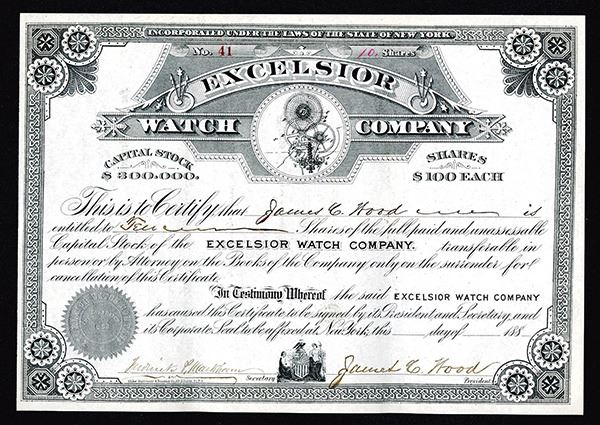 INCORPORATED UNDER THE LAWS OF THE STATE OF NEW YORK.
No. 41
10. Shares
EXCELSIOR
WATCH COMPANY
CAPITAL STOCK
$ 300.000.
SHARES
$ 100 EACH
This is to Certify that James C. Wood is
entitled to Ten Shares of the full paid and unassessable
Capital Stock of the EXCELSIOR WATCH COMPANY. transferable in
person or by Attorney on the Books of the Company only on the surrender for
cancellation of this Certificate.
In Testimony Whereof the said EXCELSIOR WATCH COMPANY
has caused this Certificate to be signed by its President and Secretary, and
its Corporate Seal to be affixed at New York, this day of 188
Secretary
James C. Wood
President